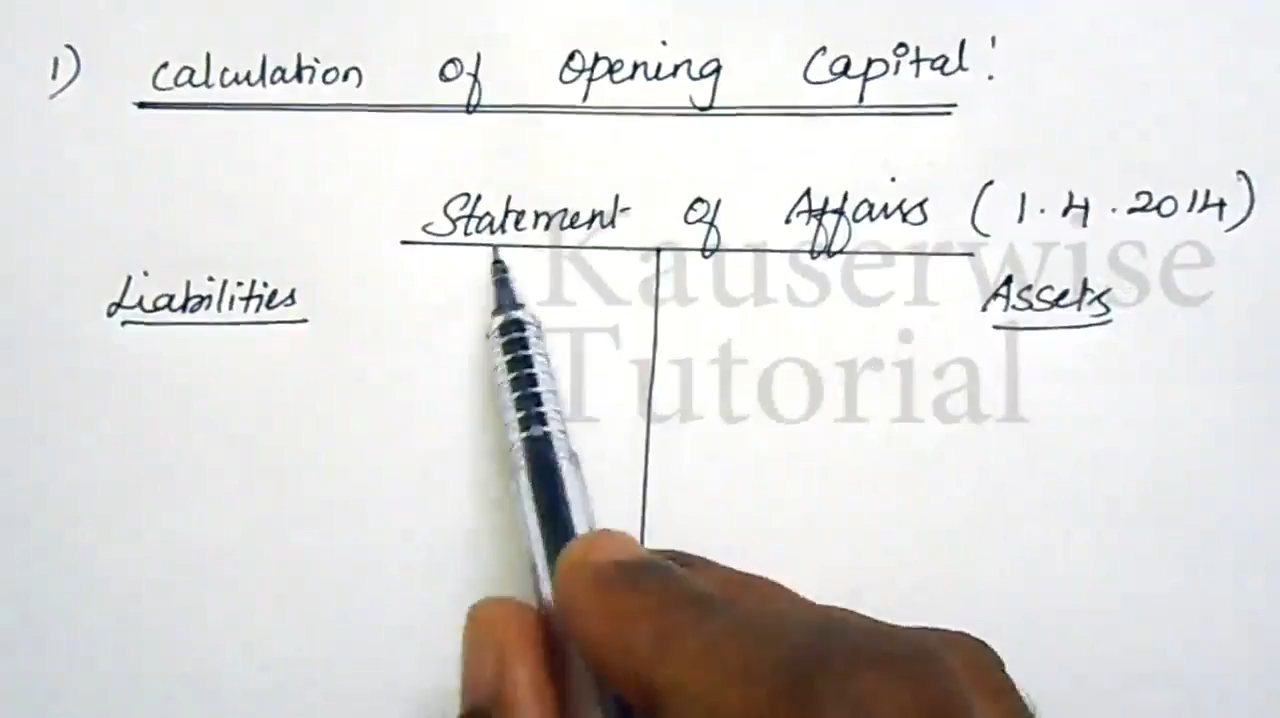 1) Calculation Of Opening Capital:
Statement Of Affairs (1.4.2014)
Liabilities Assets
Kauserwise
Tutorial